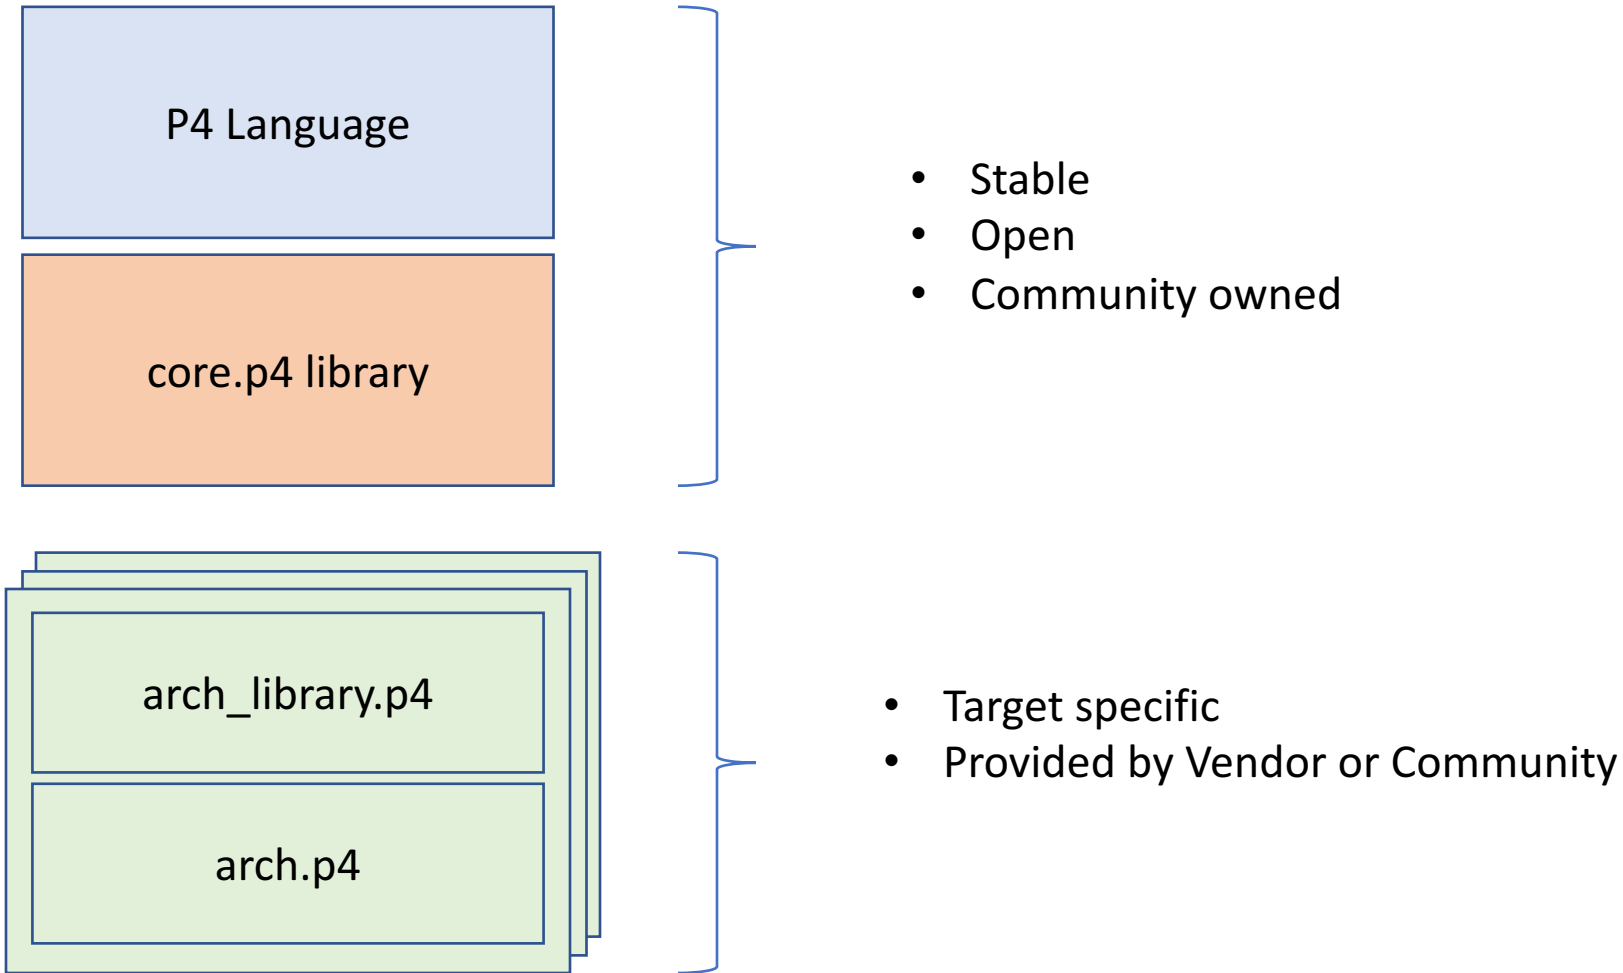 P4 Language
core.p4 library
• Stable
• Open
• Community owned
arch_library.p4
arch.p4
• Target specific
• Provided by Vendor or Community